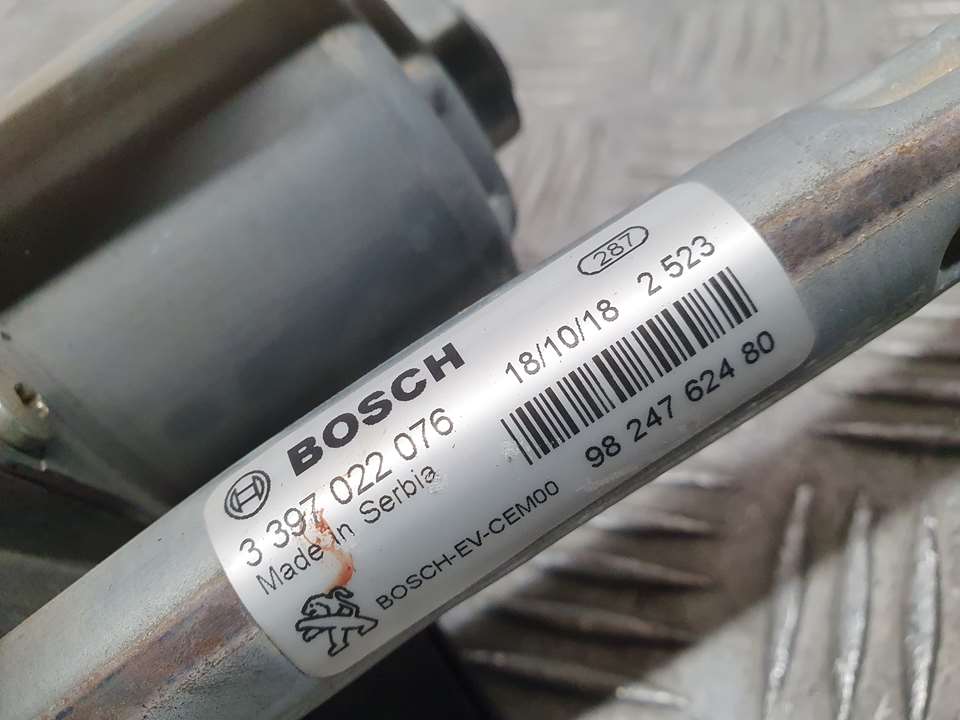 287
BOSCH
18/10/18 2 523
3 397 022 076
Made in Serbia
98 247 624 80
BOSCH-EV-CEM00